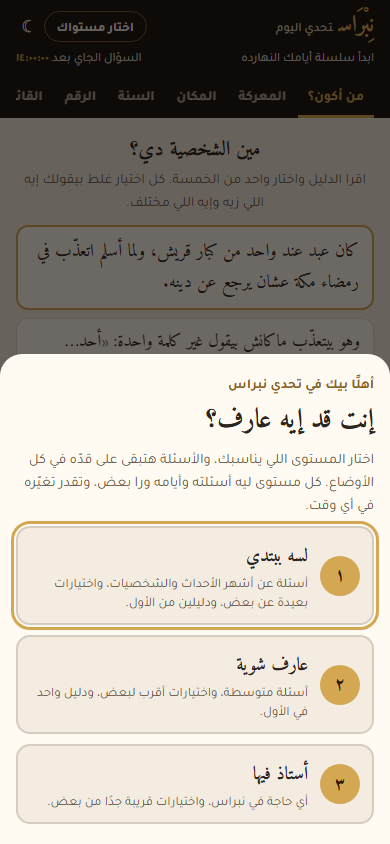 نِبْرَاس تحدي اليوم
اختار مستواك
ابدأ سلسلة أيامك النهارده
السؤال الجاي بعد ١٤:٠٠:٠٠
من أكون؟ المعركة المكان السنة الرقم القائ
مين الشخصية دي؟
اقرا الدليل واختار واحد من الخمسة. كل اختيار غلط بيقولك إيه
اللي زيه وإيه اللي مختلف.
كان عبد عند واحد من كبار قريش، ولما أسلم اتعذّب في
رمضاء مكة عشان يرجع عن دينه.
وهو بيتعذّب ماكانش بيقول غير كلمة واحدة: «أحد...
أهلًا بيك في تحدي نبراس
إنت قد إيه عارف؟
اختار المستوى اللي يناسبك، والأسئلة هتبقى على قدّه في كل
الأوضاع. كل مستوى ليه أسئلته وأيامه ورا بعض، وتقدر تغيّره
في أي وقت.
١
لسه ببتدي
أسئلة عن أشهر الأحداث والشخصيات، واختيارات
بعيدة عن بعض، ودليلين من الأول.
٢
عارف شوية
أسئلة متوسطة، واختيارات أقرب لبعض، ودليل واحد
في الأول.
٣
أستاذ فيها
أي حاجة في نبراس، واختيارات قريبة جدًا من بعض.